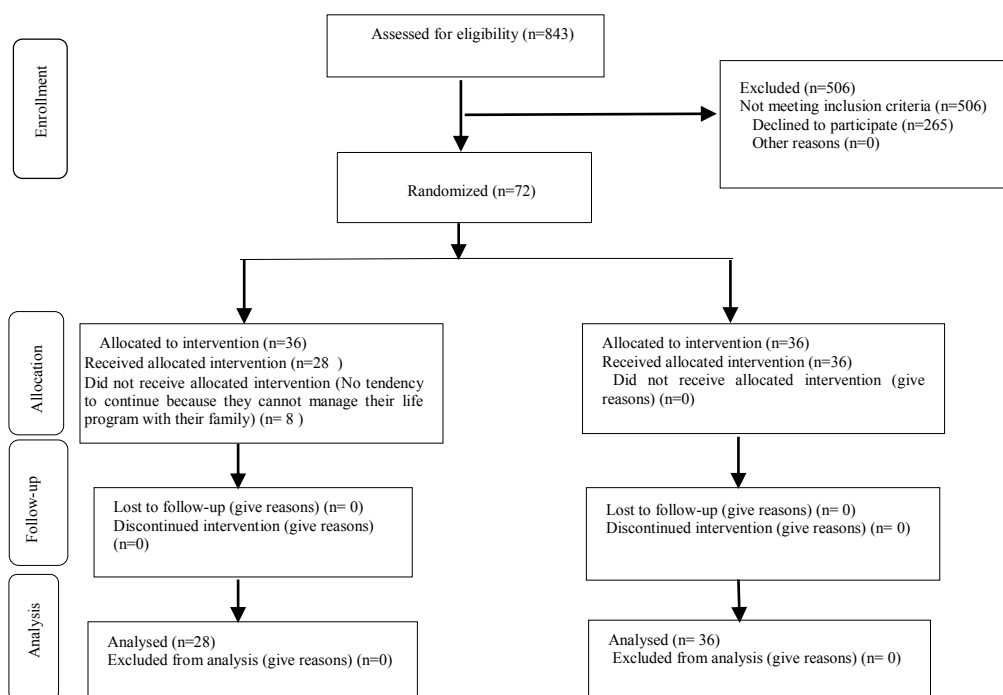 Enrollment
Assessed for eligibility (n=843)
Excluded (n=506)
Not meeting inclusion criteria (n=506)
Declined to participate (n=265)
Other reasons (n=0)
Randomized (n=72)
Allocation
Allocated to intervention (n=36)
Received allocated intervention (n=28 )
Did not receive allocated intervention (No tendency
to continue because they cannot manage their life
program with their family) (n= 8 )
Allocated to intervention (n=36)
Received allocated intervention (n=36)
Did not receive allocated intervention (give
reasons) (n=0)
Follow-up
Lost to follow-up (give reasons) (n= 0)
Discontinued intervention (give reasons)
(n=0)
Lost to follow-up (give reasons) (n= 0)
Discontinued intervention (give reasons) (n= 0)
Analysis
Analysed (n=28)
Excluded from analysis (give reasons) (n=0)
Analysed (n= 36)
Excluded from analysis (give reasons) (n= 0)